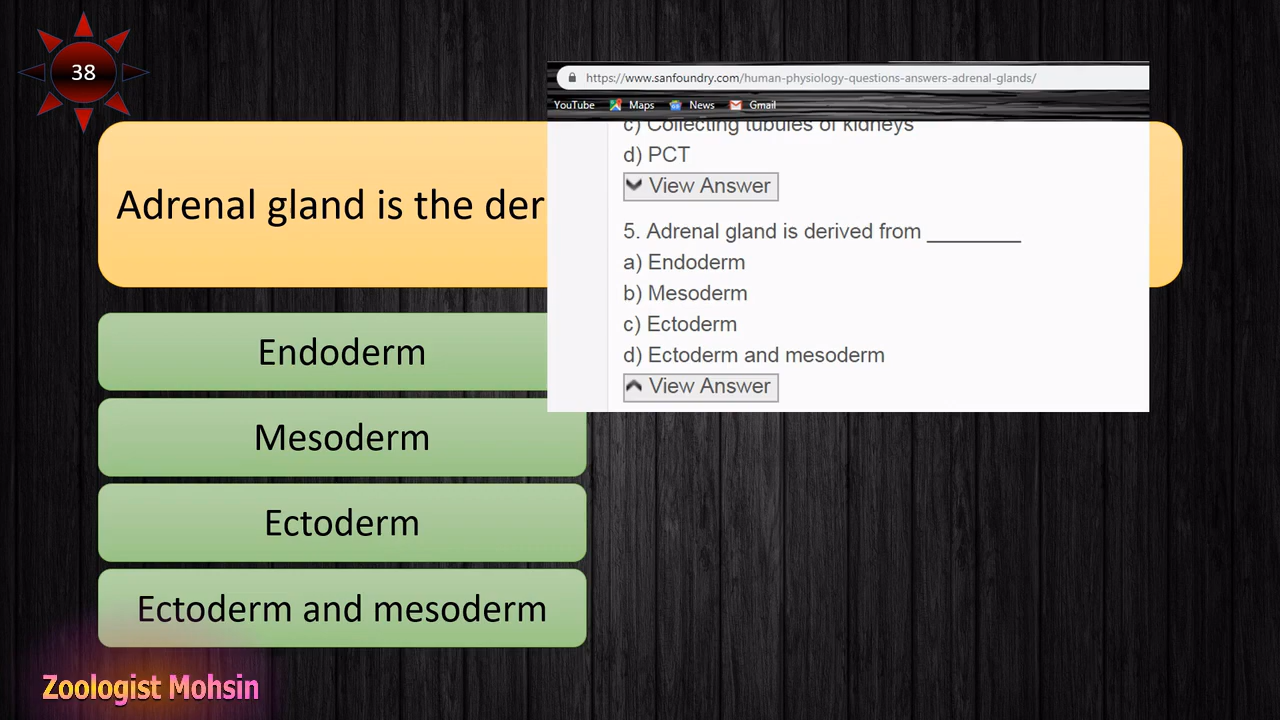 38
Adrenal gland is the der
Endoderm
Mesoderm
Ectoderm
Ectoderm and mesoderm
https://www.sanfoundry.com/human-physiology-questions-answers-adrenal-glands/
YouTube Maps News Gmail
c) Collecting tubules of kidneys
d) PCT
View Answer
5. Adrenal gland is derived from ________
a) Endoderm
b) Mesoderm
c) Ectoderm
d) Ectoderm and mesoderm
View Answer
Zoologist Mohsin